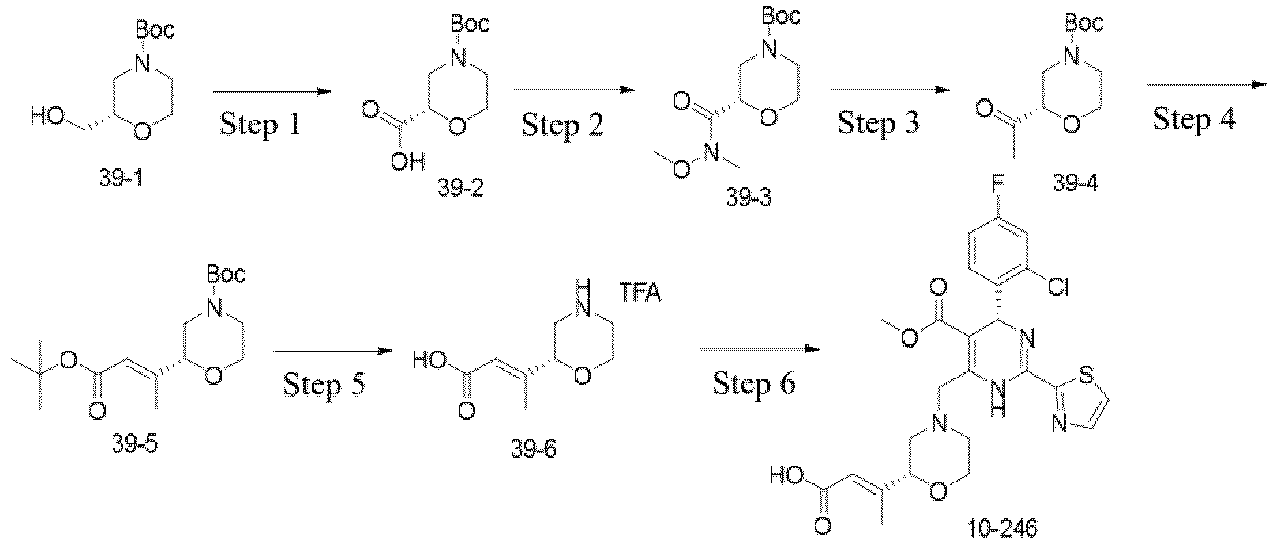 Boc
N
HO
O
39-1
Step 1
Boc
N
O
O
OH
39-2
Step 2
Boc
N
O
O
N
O
39-3
Step 3
Boc
N
O
O
39-4
Step 4
Boc
N
O
O
O
39-5
Step 5
H
N
TFA
HO
O
O
39-6
Step 6
F
Cl
O
O
N
N
H
S
N
N
HO
O
O
10-246